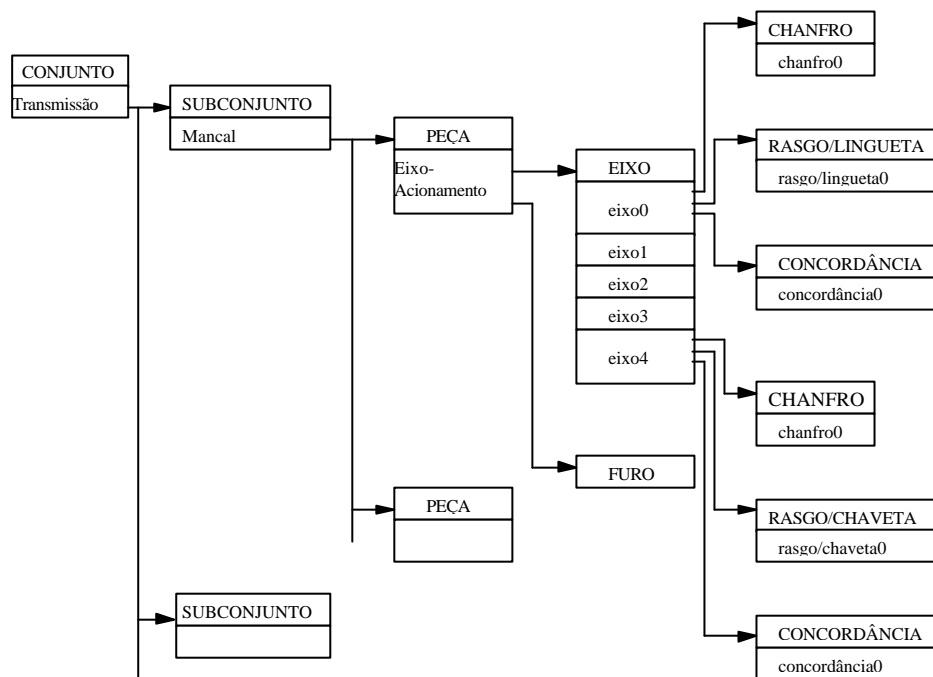 CONJUNTO
Transmissão
SUBCONJUNTO
Mancal
SUBCONJUNTO
PEÇA
Eixo-
Acionamento
PEÇA
EIXO
eixo0
eixo1
eixo2
eixo3
eixo4
FURO
CHANFRO
chanfro0
RASGO/LINGUETA
rasgo/lingueta0
CONCORDÂNCIA
concordância0
CHANFRO
chanfro0
RASGO/CHAVETA
rasgo/chaveta0
CONCORDÂNCIA
concordância0